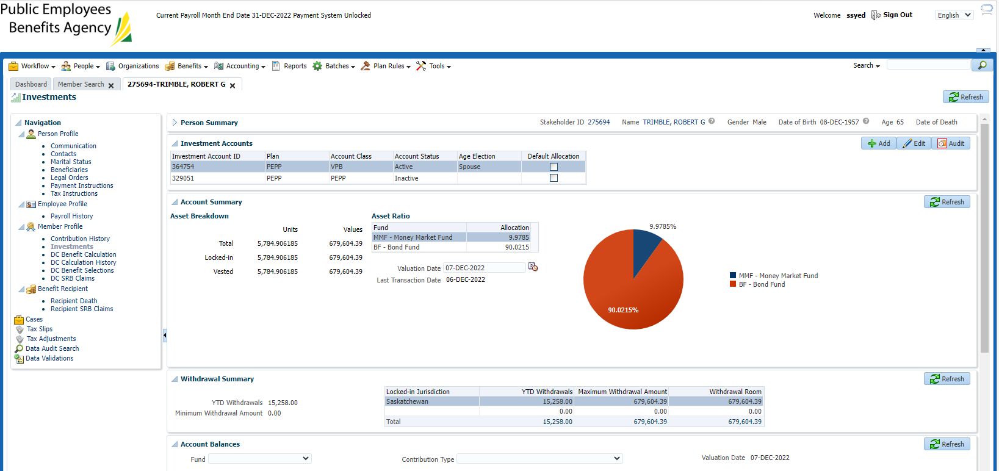 Public Employees
Benefits Agency
Current Payroll Month End Date 31-DEC-2022 Payment System Unlocked
Welcome ssyed Sign Out English
Workflow People Organizations Benefits Accounting Reports Batches Plan Rules Tools Search
Dashboard Member Search 275694-TRIMBLE, ROBERT G
Investments Refresh
Navigation
Person Profile
Communication
Contacts
Marital Status
Beneficiaries
Legal Orders
Payment Instructions
Tax Instructions
Employee Profile
Payroll History
Member Profile
Contribution History
Investments
DC Benefit Calculation
DC Calculation History
DC Benefit Selections
DC SRB Claims
Benefit Recipient
Recipient Death
Recipient SRB Claims
Cases
Tax Slips
Tax Adjustments
Data Audit Search
Data Validations
Person Summary Stakeholder ID 275694 Name TRIMBLE, ROBERT G Gender Male Date of Birth 08-DEC-1957 Age 65 Date of Death
Investment Accounts Add Edit Audit
Investment Account ID Plan Account Class Account Status Age Election Default Allocation
364754 PEPP VPB Active Spouse
329051 PEPP PEPP Inactive
Account Summary Refresh
Asset Breakdown
Units Values
Total 5,784.906185 679,604.39
Locked-in 5,784.906185 679,604.39
Vested 5,784.906185 679,604.39
Asset Ratio
Fund Allocation
MMF - Money Market Fund 9.9785
BF - Bond Fund 90.0215
Valuation Date 07-DEC-2022
Last Transaction Date 06-DEC-2022
9.9785%
90.0215%
MMF - Money Market Fund
BF - Bond Fund
Withdrawal Summary Refresh
YTD Withdrawals 15,258.00
Minimum Withdrawal Amount 0.00
Locked-in Jurisdiction YTD Withdrawals Maximum Withdrawal Amount Withdrawal Room
Saskatchewan 15,258.00 679,604.39 679,604.39
0.00 0.00 0.00
Total 15,258.00 679,604.39 679,604.39
Account Balances Refresh
Fund Contribution Type Valuation Date 07-DEC-2022